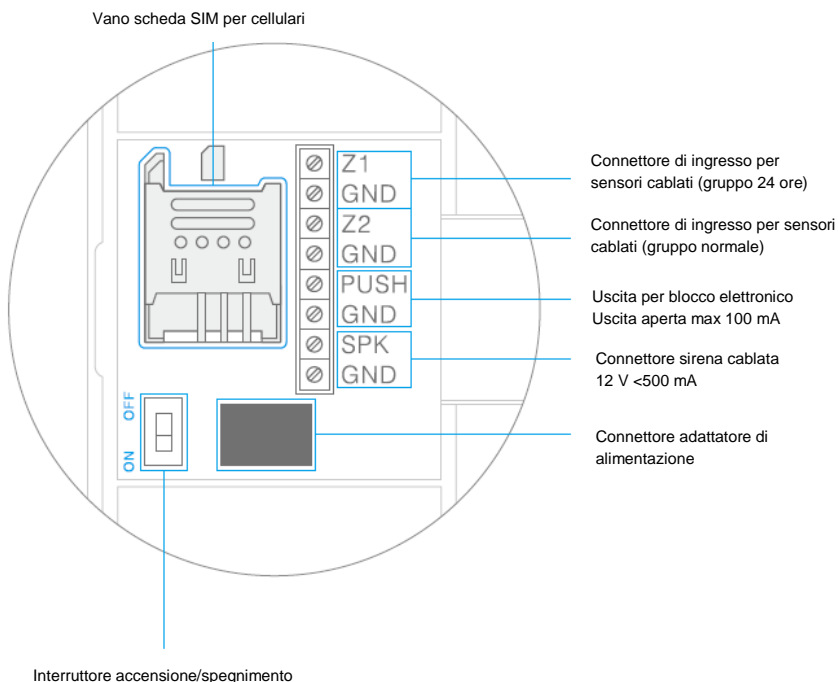 Vano scheda SIM per cellulari
Z1
GND
Z2
GND
PUSH
GND
SPK
GND
Connettore di ingresso per
sensori cablati (gruppo 24 ore)
Connettore di ingresso per sensori
cablati (gruppo normale)
Uscita per blocco elettronico
Uscita aperta max 100 mA
Connettore sirena cablata
12 V <500 mA
Connettore adattatore di
alimentazione
OFF
ON
Interruttore accensione/spegnimento